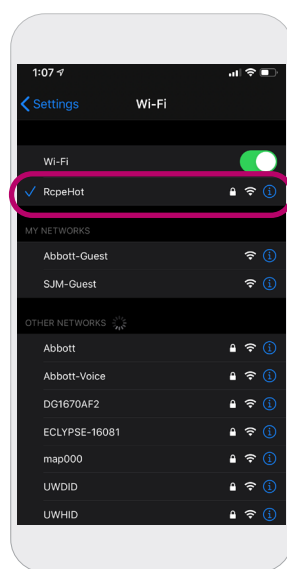 1:07
Settings Wi-Fi
Wi-Fi
RcpeHot
MY NETWORKS
Abbott-Guest
SJM-Guest
OTHER NETWORKS
Abbott
Abbott-Voice
DG1670AF2
ECLYPSE-16081
map000
UWDID
UWHID